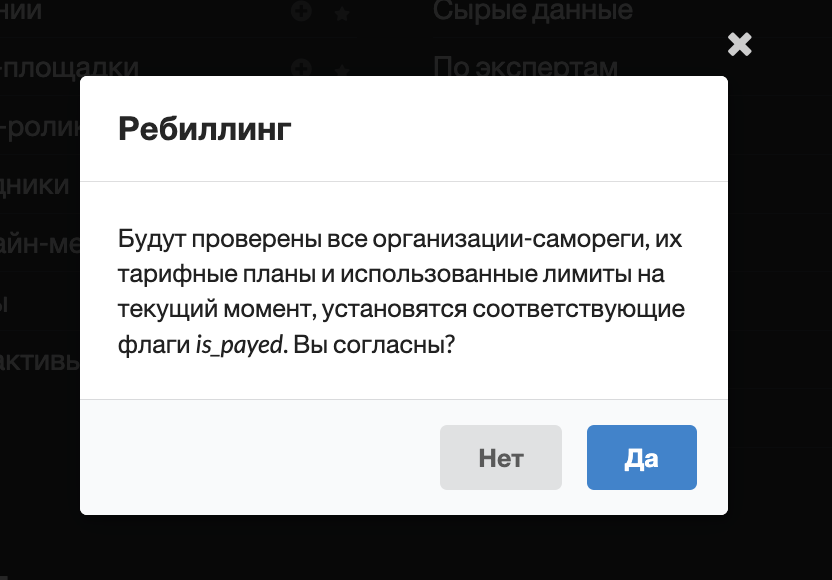 нии
Сырые данные
-площадки
По экспертам
-ролик
дники
айн-ме
ы
активы
Ребиллинг
Будут проверены все организации-самореги, их
тарифные планы и использованные лимиты на
текущий момент, установятся соответствующие
флаги is_payed. Вы согласны?
Нет
Да